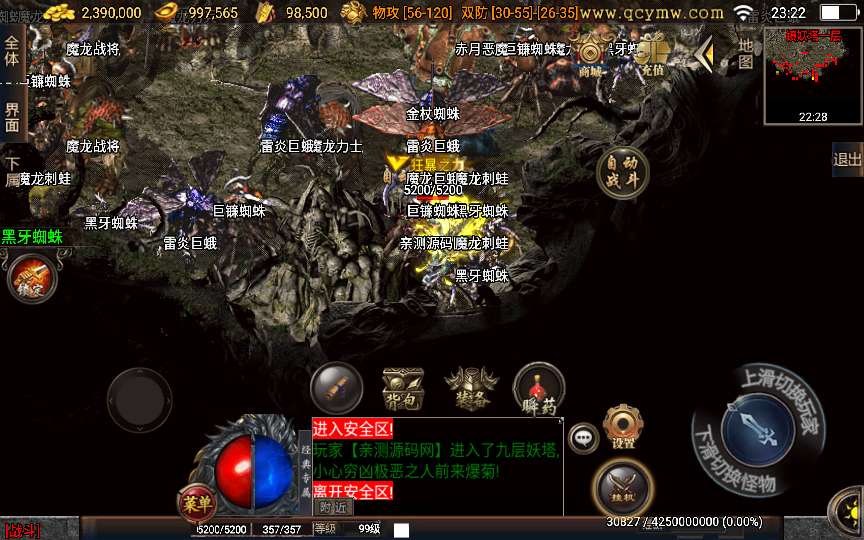 2,390,000
997,565
98,500
物攻 [56-120] 双防 [30-55]-[26-35]
www.qcymw.com
23:22
全体
界面
下属
魔龙战将
赤月恶魔
巨镰蜘蛛
商城
充值
地图
镇妖塔一层
22:28
退出
巨镰蜘蛛
金杖蜘蛛
魔龙战将
雷炎巨蛾
魔龙力士
雷炎巨蛾
狂暴之力
自动战斗
魔龙刺蛙
魔龙巨蛾
魔龙刺蛙
5200/5200
黑牙蜘蛛
巨镰蜘蛛
巨镰蜘蛛
黑牙蜘蛛
黑牙蜘蛛
雷炎巨蛾
亲测源码
魔龙刺蛙
黑牙蜘蛛
锁定
背包
装备
瞬药
上滑切换玩家
下滑切换怪物
进入安全区!
玩家【亲测源码网】进入了九层妖塔,
小心穷凶极恶之人前来爆菊!
离开安全区!
经典专属
附近
设置
挂机
菜单
[战斗]
5200/5200
357/357
等级
99级
30827 / 4250000000 (0.00%)